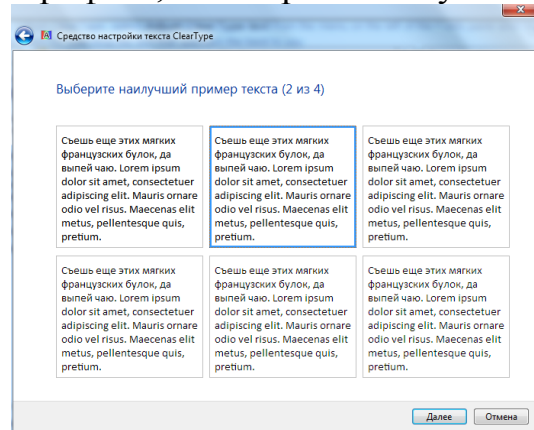 Средство настройки текста ClearType
Выберите наилучший пример текста (2 из 4)
Съешь еще этих мягких
французских булок, да
выпей чаю. Lorem ipsum
dolor sit amet, consectetuer
adipiscing elit. Mauris ornare
odio vel risus. Maecenas elit
metus, pellentesque quis,
pretium.
Съешь еще этих мягких
французских булок, да
выпей чаю. Lorem ipsum
dolor sit amet, consectetuer
adipiscing elit. Mauris ornare
odio vel risus. Maecenas elit
metus, pellentesque quis,
pretium.
Съешь еще этих мягких
французских булок, да
выпей чаю. Lorem ipsum
dolor sit amet, consectetuer
adipiscing elit. Mauris ornare
odio vel risus. Maecenas elit
metus, pellentesque quis,
pretium.
Съешь еще этих мягких
французских булок, да
выпей чаю. Lorem ipsum
dolor sit amet, consectetuer
adipiscing elit. Mauris ornare
odio vel risus. Maecenas elit
metus, pellentesque quis,
pretium.
Съешь еще этих мягких
французских булок, да
выпей чаю. Lorem ipsum
dolor sit amet, consectetuer
adipiscing elit. Mauris ornare
odio vel risus. Maecenas elit
metus, pellentesque quis,
pretium.
Съешь еще этих мягких
французских булок, да
выпей чаю. Lorem ipsum
dolor sit amet, consectetuer
adipiscing elit. Mauris ornare
odio vel risus. Maecenas elit
metus, pellentesque quis,
pretium.
Далее Отмена